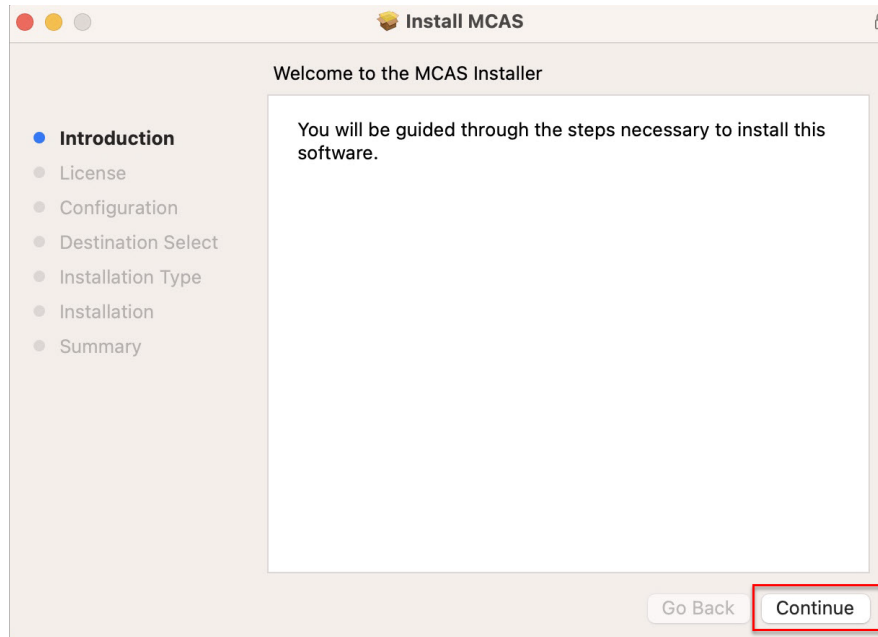 Install MCAS
Welcome to the MCAS Installer
Introduction
License
Configuration
Destination Select
Installation Type
Installation
Summary
You will be guided through the steps necessary to install this
software.
Go Back
Continue